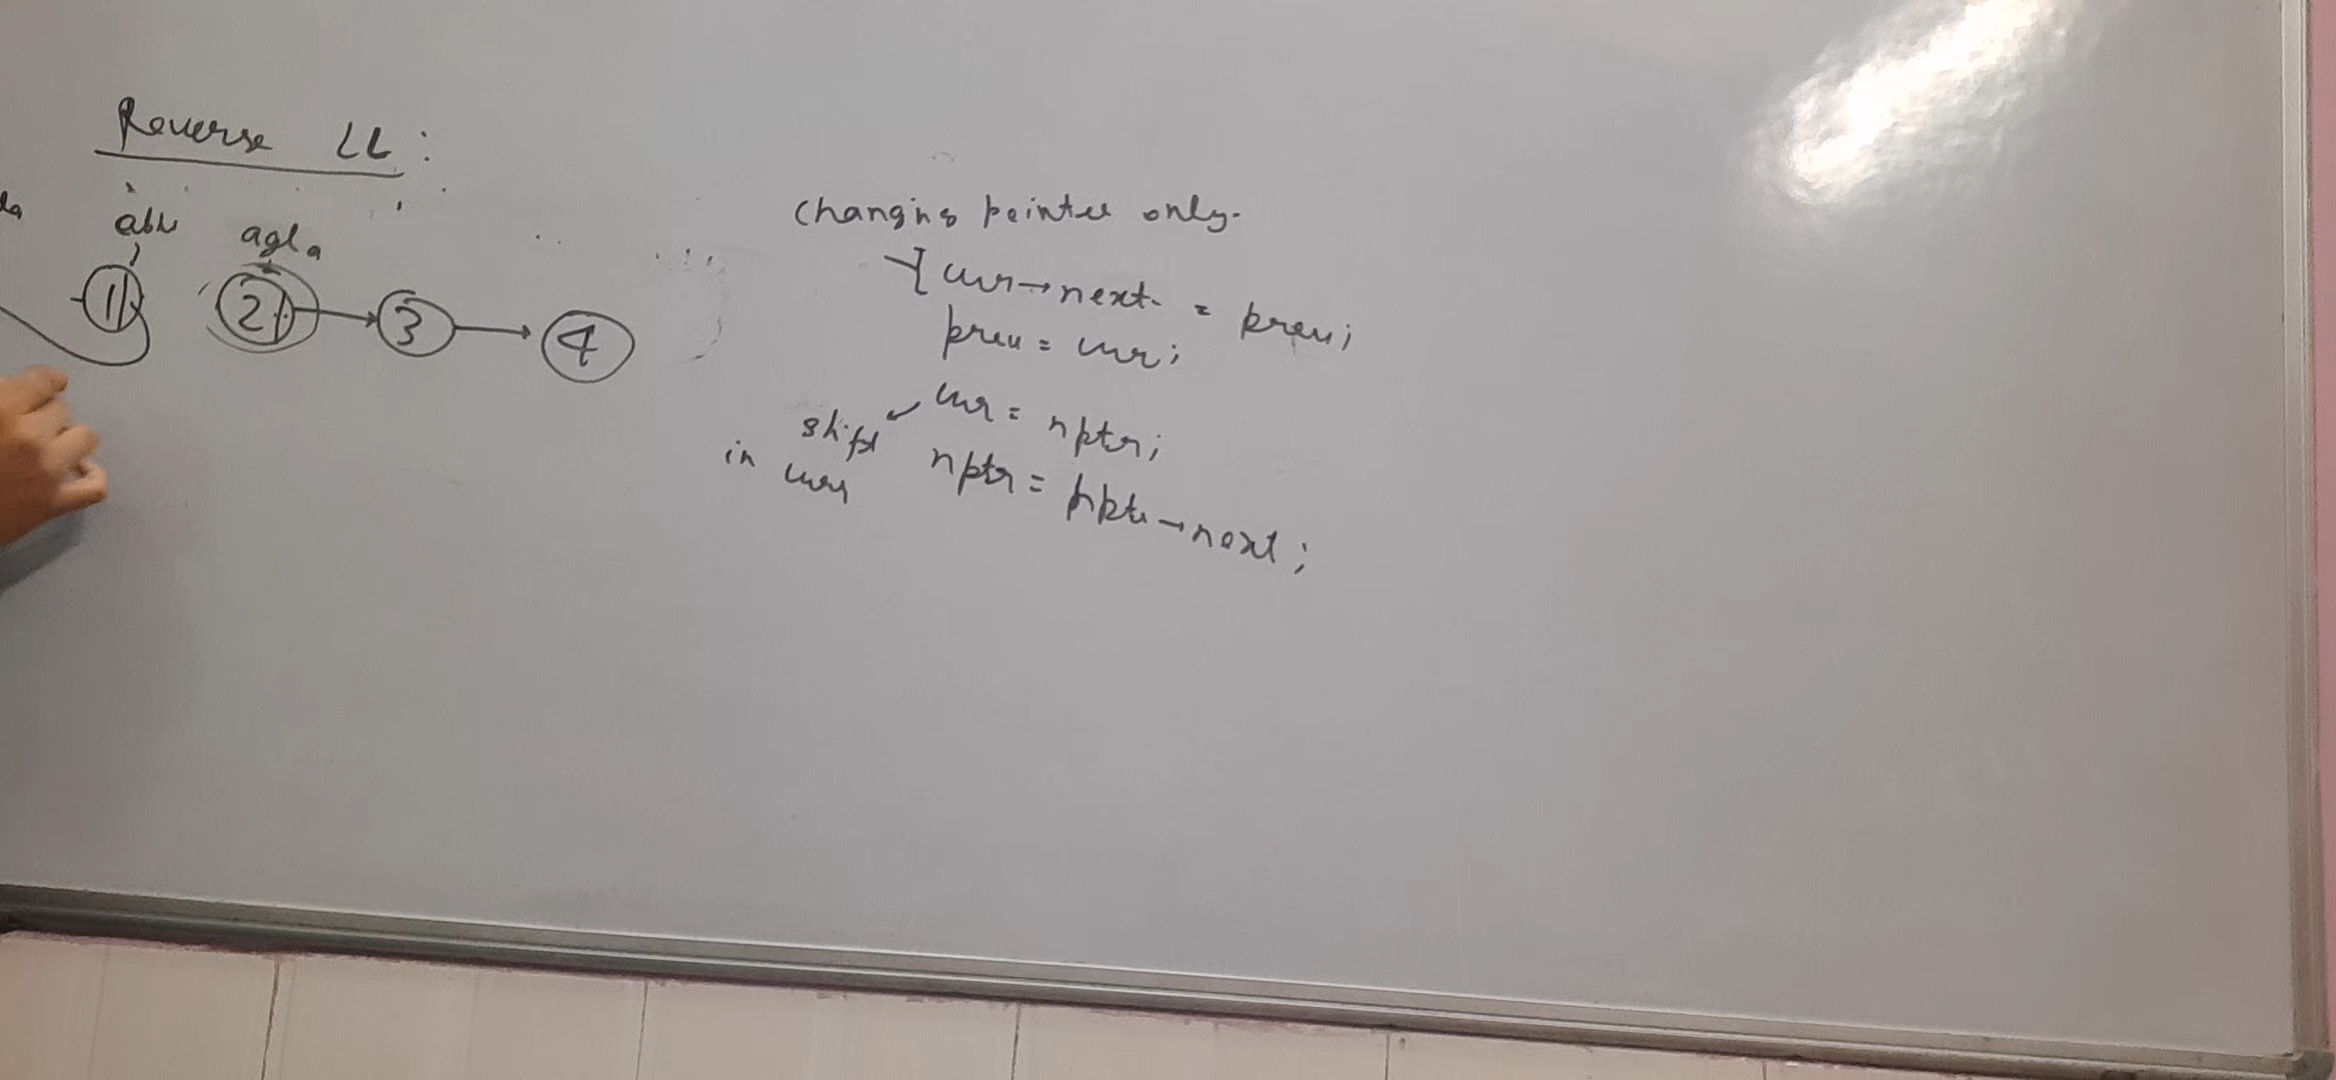 Reverse LL :
abhi agla
1 2 3 4
Changing pointer only.
curr → next = prev;
prev = curr;
curr = nptr;
shift
in curr
nptr = nptr → next;